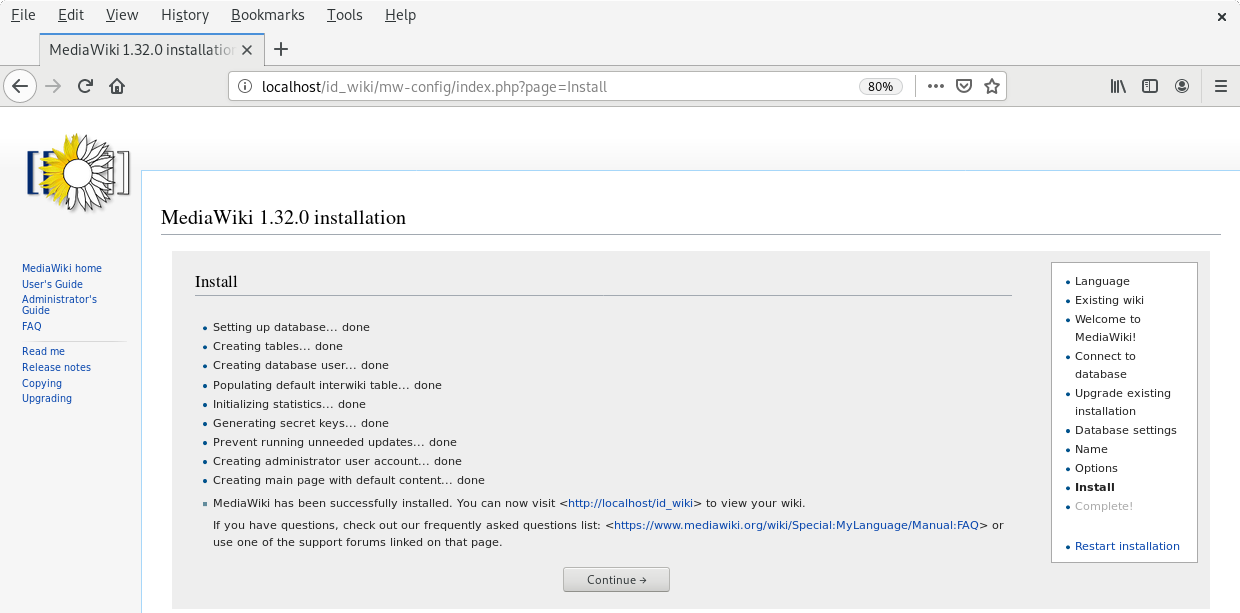 File Edit View History Bookmarks Tools Help
MediaWiki 1.32.0 installation
localhost/id_wiki/mw-config/index.php?page=Install 80%
MediaWiki 1.32.0 installation
MediaWiki home
User's Guide
Administrator's
Guide
FAQ
Read me
Release notes
Copying
Upgrading
Install
Setting up database... done
Creating tables... done
Creating database user... done
Populating default interwiki table... done
Initializing statistics... done
Generating secret keys... done
Prevent running unneeded updates... done
Creating administrator user account... done
Creating main page with default content... done
MediaWiki has been successfully installed. You can now visit <http://localhost/id_wiki> to view your wiki.
If you have questions, check out our frequently asked questions list: <https://www.mediawiki.org/wiki/Special:MyLanguage/Manual:FAQ> or
use one of the support forums linked on that page.
Continue →
Language
Existing wiki
Welcome to
MediaWiki!
Connect to
database
Upgrade existing
installation
Database settings
Name
Options
Install
Complete!
Restart installation